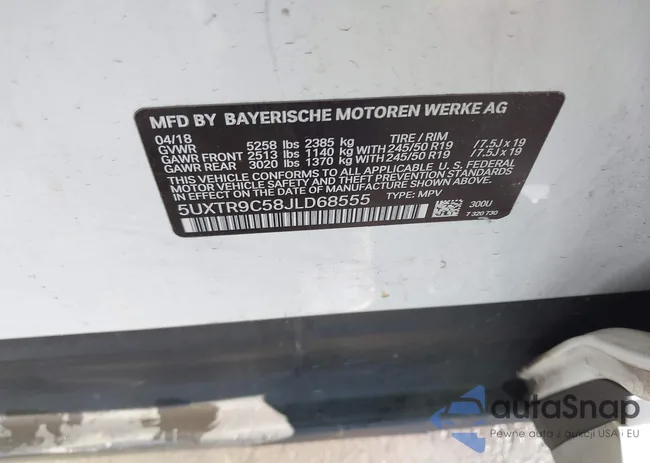 MFD BY BAYERISCHE MOTOREN WERKE AG
04/18 TIRE / RIM
GVWR 5258 lbs 2385 kg
GAWR FRONT 2513 lbs 1140 kg WITH 245/50 R19 / 7.5J x 19
GAWR REAR 3020 lbs 1370 kg WITH 245/50 R19 / 7.5J x 19
THIS VEHICLE CONFORMS TO ALL APPLICABLE U.S. FEDERAL
MOTOR VEHICLE SAFETY, BUMPER, AND THEFT PREVENTION
STANDARDS IN EFFECT ON THE DATE OF MANUFACTURE SHOWN ABOVE.
5UXTR9C58JLD68555 TYPE: MPV 300U
7 320 730
autaSnap
Pewne auta z aukcji USA i EU